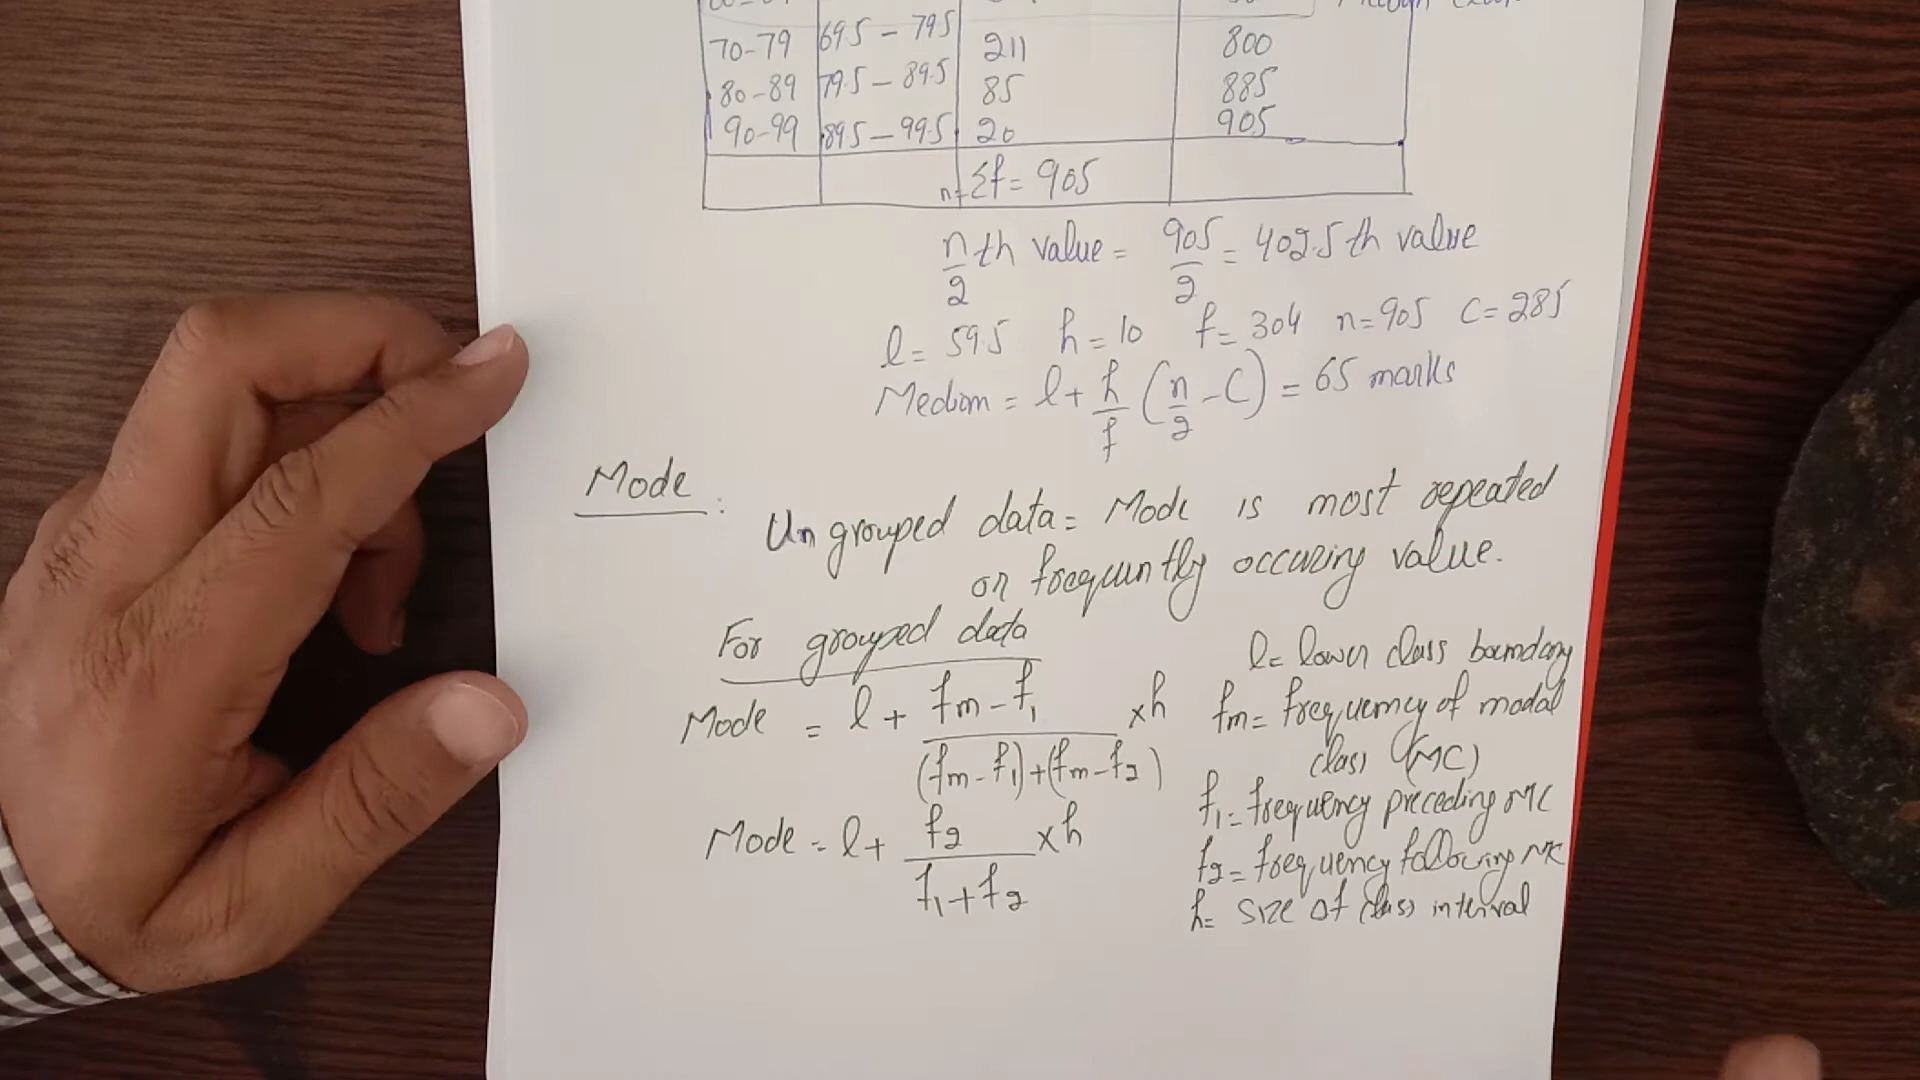 70-79 69.5 - 79.5 211 800
80-89 79.5 - 89.5 85 885
90-99 89.5 - 99.5 20 905
n= Σf = 905
n/2 th value = 905/2 = 402.5 th value
l = 59.5 h = 10 f = 304 n = 905 C = 285
Median = l + h/f (n/2 - C) = 65 marks
Mode :
Un grouped data = Mode is most repeated
or frequntly occuring value.
For grouped data
l = lower class boundary
Mode = l + fm - f1 / (fm - f1) + (fm - f2) × h
fm = frequency of modal
class (MC)
f1 = frequency preceding MC
Mode = l + f2 / f1 + f2 × h
f2 = frequency following MC
h = size of class interval